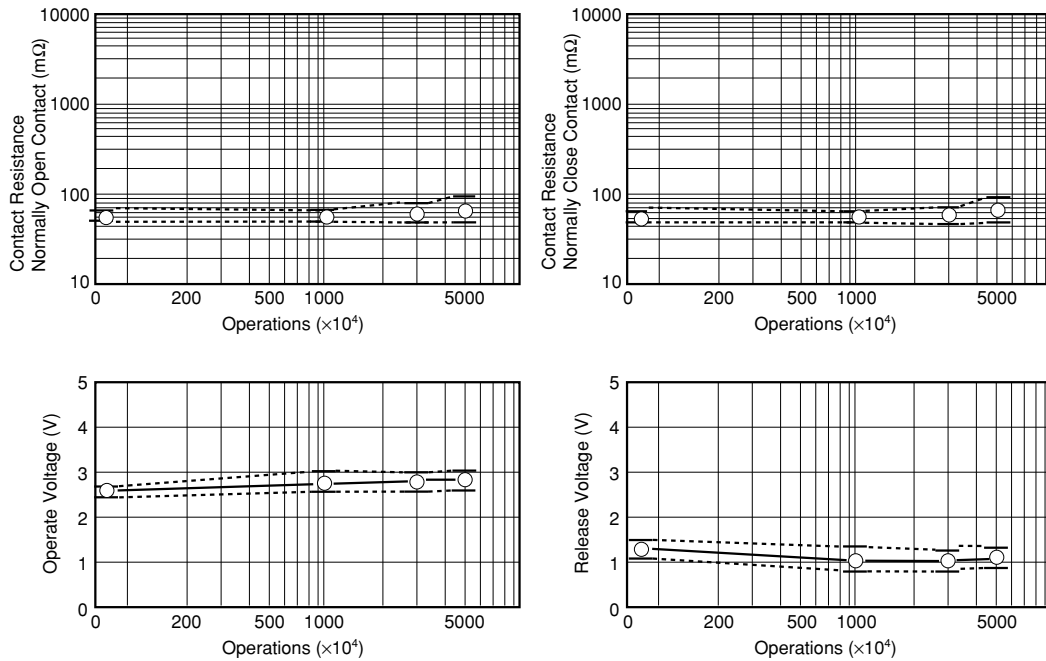 Contact Resistance
Normally Open Contact (mΩ)
10000
1000
100
10
0 200 500 1000 5000
Operations (×10⁴)
Contact Resistance
Normally Close Contact (mΩ)
10000
1000
100
10
0 200 500 1000 5000
Operations (×10⁴)
Operate Voltage (V)
5
4
3
2
1
0
0 200 500 1000 5000
Operations (×10⁴)
Release Voltage (V)
5
4
3
2
1
0
0 200 500 1000 5000
Operations (×10⁴)